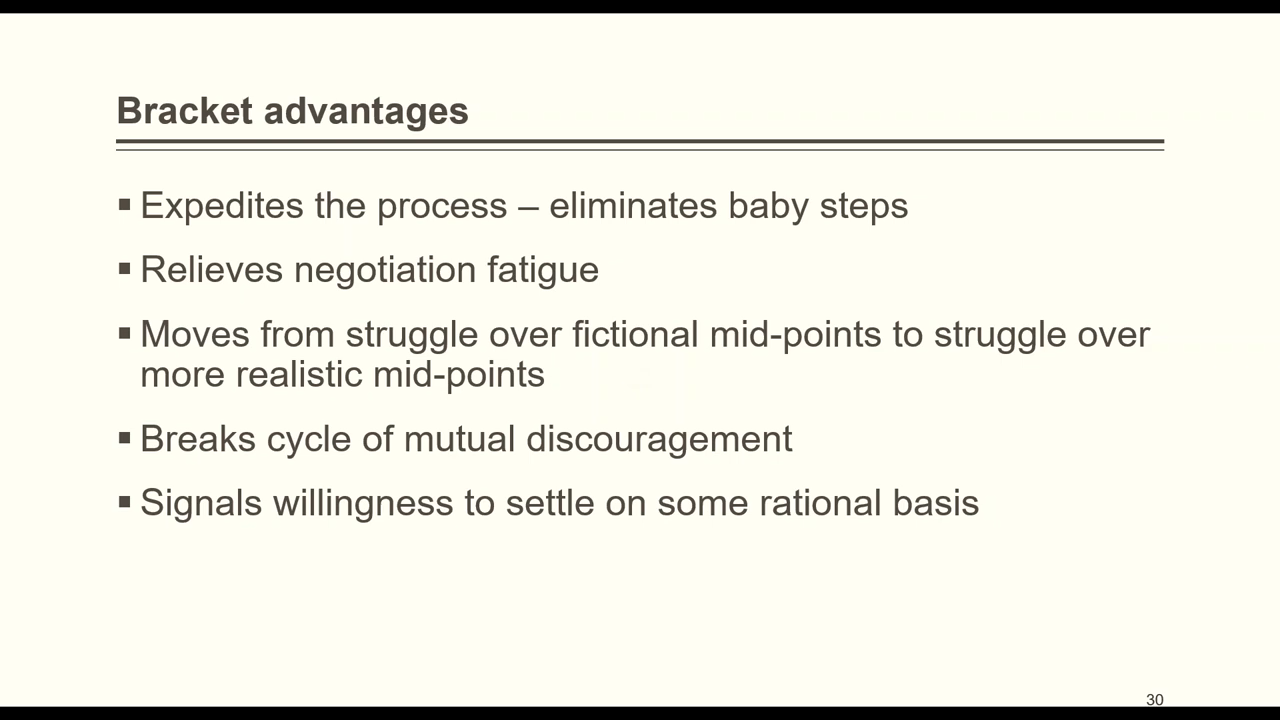 Bracket advantages
▪ Expedites the process – eliminates baby steps
▪ Relieves negotiation fatigue
▪ Moves from struggle over fictional mid-points to struggle over
more realistic mid-points
▪ Breaks cycle of mutual discouragement
▪ Signals willingness to settle on some rational basis
30